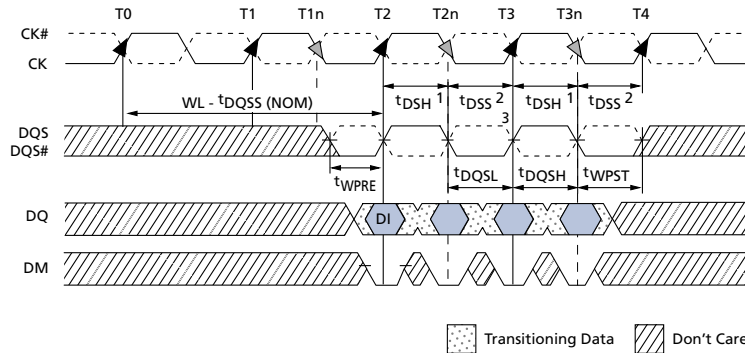 T0 T1 T1n T2 T2n T3 T3n T4
CK#
CK
tDSH 1 tDSS 2 tDSH 1 tDSS 2
WL - tDQSS (NOM)
3
DQS
DQS#
tWPRE tDQSL tDQSH tWPST
DQ DI
DM
Transitioning Data Don't Care